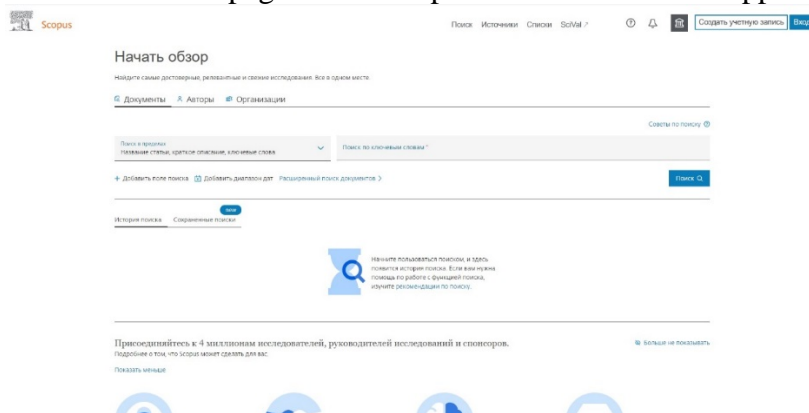 Scopus
Поиск Источники Списки SciVal ↗
Создать учетную запись Вход
Начать обзор
Найдите самые достоверные, релевантные и свежие исследования. Все в одном месте.
Документы Авторы Организации
Советы по поиску
Поиск в пределах
Название статьи, краткое описание, ключевые слова
Поиск по ключевым словам *
+ Добавить поле поиска Добавить диапазон дат Расширенный поиск документов >
Поиск
New
История поиска Сохраненные поиски
Начните пользоваться поиском, и здесь
появится история поиска. Если вам нужна
помощь по работе с функцией поиска,
изучите рекомендации по поиску.
Присоединяйтесь к 4 миллионам исследователей, руководителей исследований и спонсоров.
Больше не показывать
Подробнее о том, что Scopus может сделать для вас.
Показать меньше